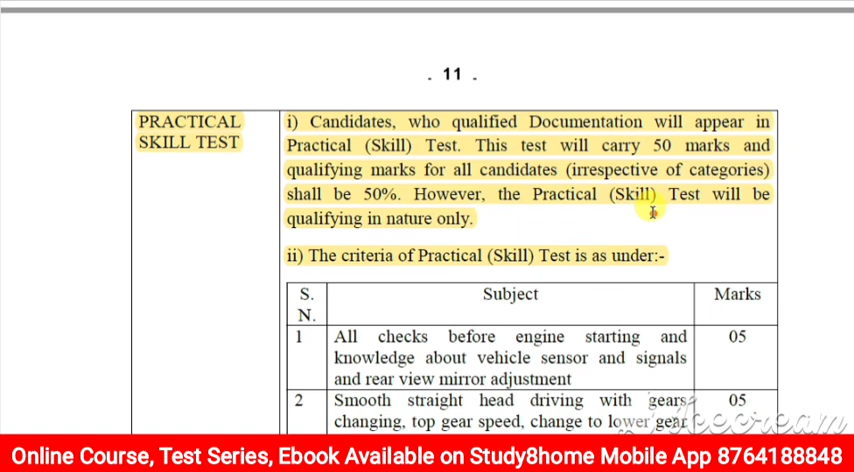 . 11 .
PRACTICAL
SKILL TEST
i) Candidates, who qualified Documentation will appear in
Practical (Skill) Test. This test will carry 50 marks and
qualifying marks for all candidates (irrespective of categories)
shall be 50%. However, the Practical (Skill) Test will be
qualifying in nature only.
ii) The criteria of Practical (Skill) Test is as under:-
S. N. Subject Marks
1 All checks before engine starting and 05
knowledge about vehicle sensor and signals
and rear view mirror adjustment
2 Smooth straight head driving with gears 05
changing, top gear speed, change to lower gear
Icecream
Online Course, Test Series, Ebook Available on Study8home Mobile App 8764188848